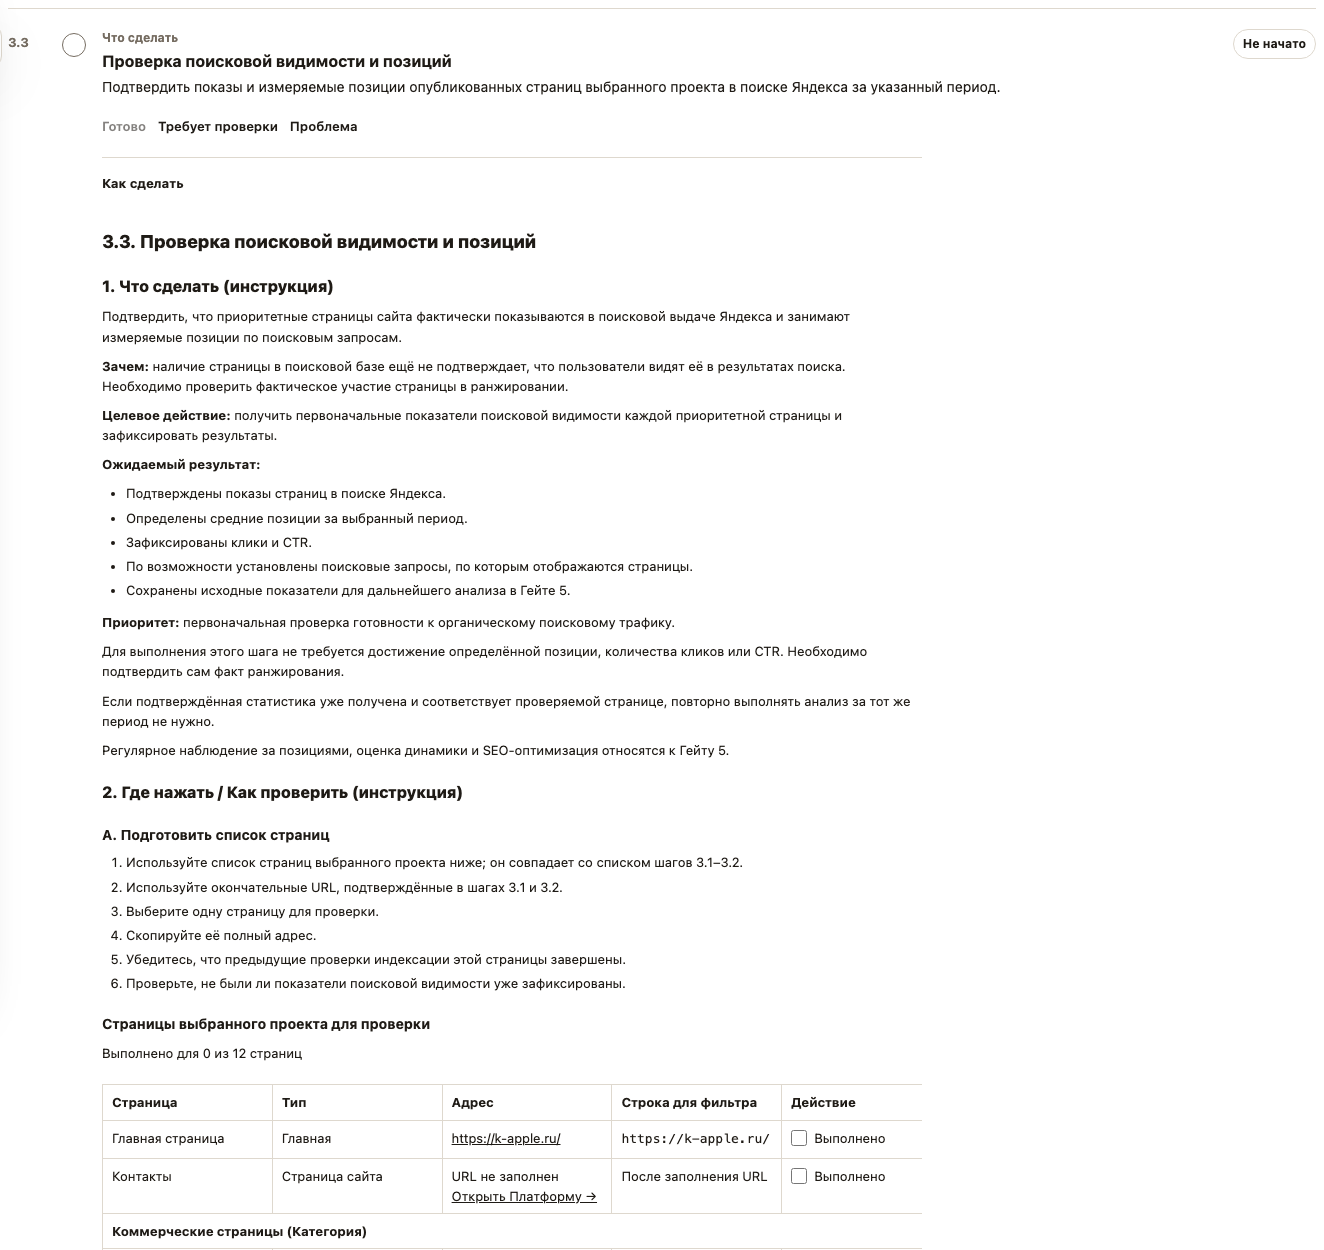 3.3
Что сделать
Не начато
Проверка поисковой видимости и позиций
Подтвердить показы и измеряемые позиции опубликованных страниц выбранного проекта в поиске Яндекса за указанный период.
Готово Требует проверки Проблема
Как сделать
3.3. Проверка поисковой видимости и позиций
1. Что сделать (инструкция)
Подтвердить, что приоритетные страницы сайта фактически показываются в поисковой выдаче Яндекса и занимают
измеряемые позиции по поисковым запросам.
Зачем: наличие страницы в поисковой базе ещё не подтверждает, что пользователи видят её в результатах поиска.
Необходимо проверить фактическое участие страницы в ранжировании.
Целевое действие: получить первоначальные показатели поисковой видимости каждой приоритетной страницы и
зафиксировать результаты.
Ожидаемый результат:
• Подтверждены показы страниц в поиске Яндекса.
• Определены средние позиции за выбранный период.
• Зафиксированы клики и CTR.
• По возможности установлены поисковые запросы, по которым отображаются страницы.
• Сохранены исходные показатели для дальнейшего анализа в Гейте 5.
Приоритет: первоначальная проверка готовности к органическому поисковому трафику.
Для выполнения этого шага не требуется достижение определённой позиции, количества кликов или CTR. Необходимо
подтвердить сам факт ранжирования.
Если подтверждённая статистика уже получена и соответствует проверяемой странице, повторно выполнять анализ за тот же
период не нужно.
Регулярное наблюдение за позициями, оценка динамики и SEO-оптимизация относятся к Гейту 5.
2. Где нажать / Как проверить (инструкция)
А. Подготовить список страниц
1. Используйте список страниц выбранного проекта ниже; он совпадает со списком шагов 3.1–3.2.
2. Используйте окончательные URL, подтверждённые в шагах 3.1 и 3.2.
3. Выберите одну страницу для проверки.
4. Скопируйте её полный адрес.
5. Убедитесь, что предыдущие проверки индексации этой страницы завершены.
6. Проверьте, не были ли показатели поисковой видимости уже зафиксированы.
Страницы выбранного проекта для проверки
Выполнено для 0 из 12 страниц
Страница Тип Адрес Строка для фильтра Действие
Главная страница Главная https://k-apple.ru/ https://k-apple.ru/ Выполнено
Контакты Страница сайта URL не заполнен После заполнения URL Выполнено
Открыть Платформу →
Коммерческие страницы (Категория)